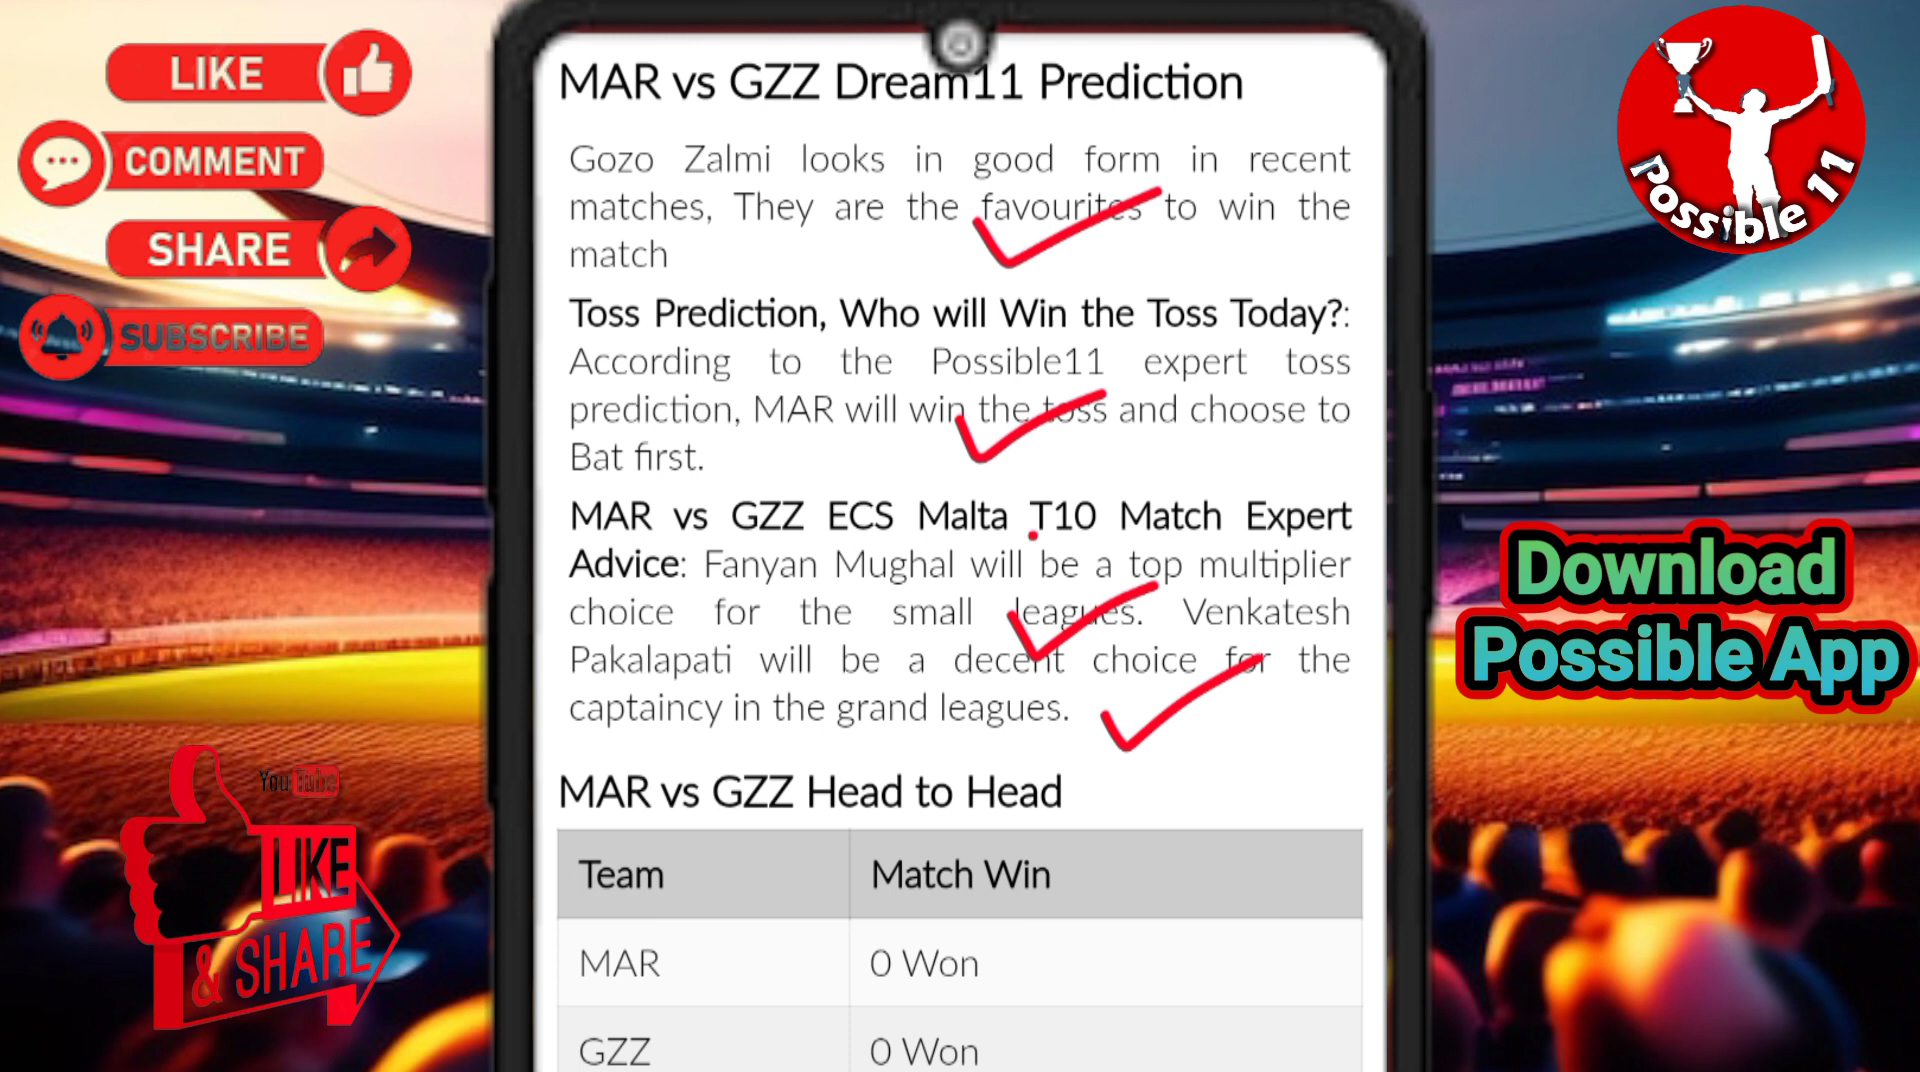 LIKE
COMMENT
SHARE
SUBSCRIBE
MAR vs GZZ Dream11 Prediction
Gozo Zalmi looks in good form in recent
matches, They are the favourites to win the
match
Toss Prediction, Who will Win the Toss Today?:
According to the Possible11 expert toss
prediction, MAR will win the toss and choose to
Bat first.
MAR vs GZZ ECS Malta T10 Match Expert
Advice: Fanyan Mughal will be a top multiplier
choice for the small leagues. Venkatesh
Pakalapati will be a decent choice for the
captaincy in the grand leagues.
MAR vs GZZ Head to Head
Team Match Win
MAR 0 Won
GZZ 0 Won
Possible 11
Download
Possible App
YouTube
LIKE
& SHARE